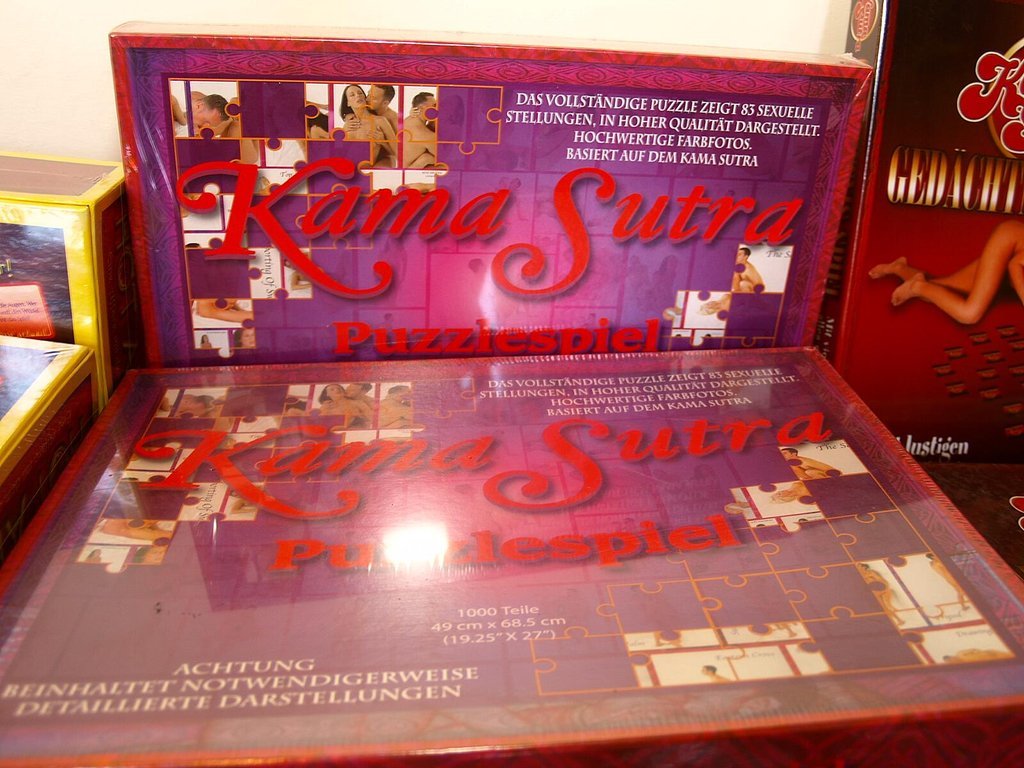 DAS VOLLSTÄNDIGE PUZZLE ZEIGT 83 SEXUELLE
STELLUNGEN, IN HOHER QUALITÄT DARGESTELLT.
HOCHWERTIGE FARBFOTOS.
BASIERT AUF DEM KAMA SUTRA
Kama Sutra
Puzzlespiel
DAS VOLLSTÄNDIGE PUZZLE ZEIGT 83 SEXUELLE
STELLUNGEN, IN HOHER QUALITÄT DARGESTELLT.
HOCHWERTIGE FARBFOTOS.
BASIERT AUF DEM KAMA SUTRA
Kama Sutra
Puzzlespiel
1000 Teile
49 cm x 68.5 cm
(19.25" X 27")
ACHTUNG
BEINHALTET NOTWENDIGERWEISE
DETAILLIERTE DARSTELLUNGEN
lustigen